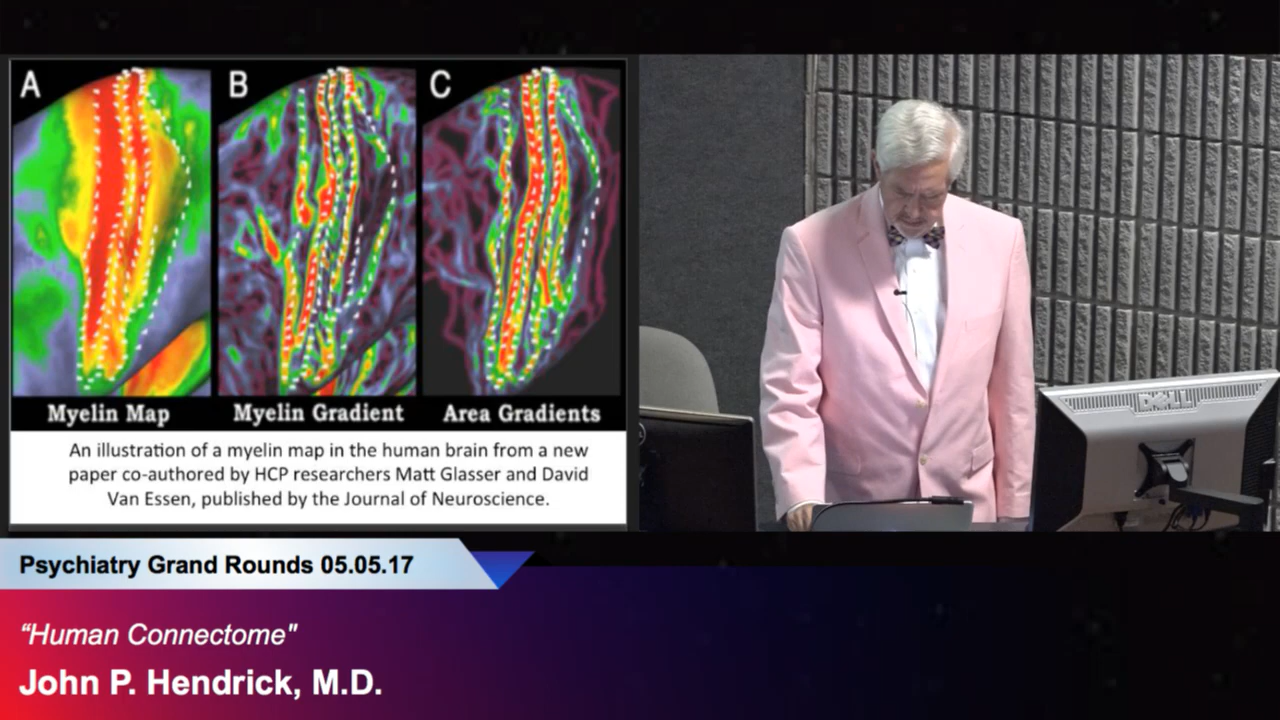 A
B
C
Myelin Map
Myelin Gradient
Area Gradients
An illustration of a myelin map in the human brain from a new
paper co-authored by HCP researchers Matt Glasser and David
Van Essen, published by the Journal of Neuroscience.
DELL
Psychiatry Grand Rounds 05.05.17
“Human Connectome"
John P. Hendrick, M.D.